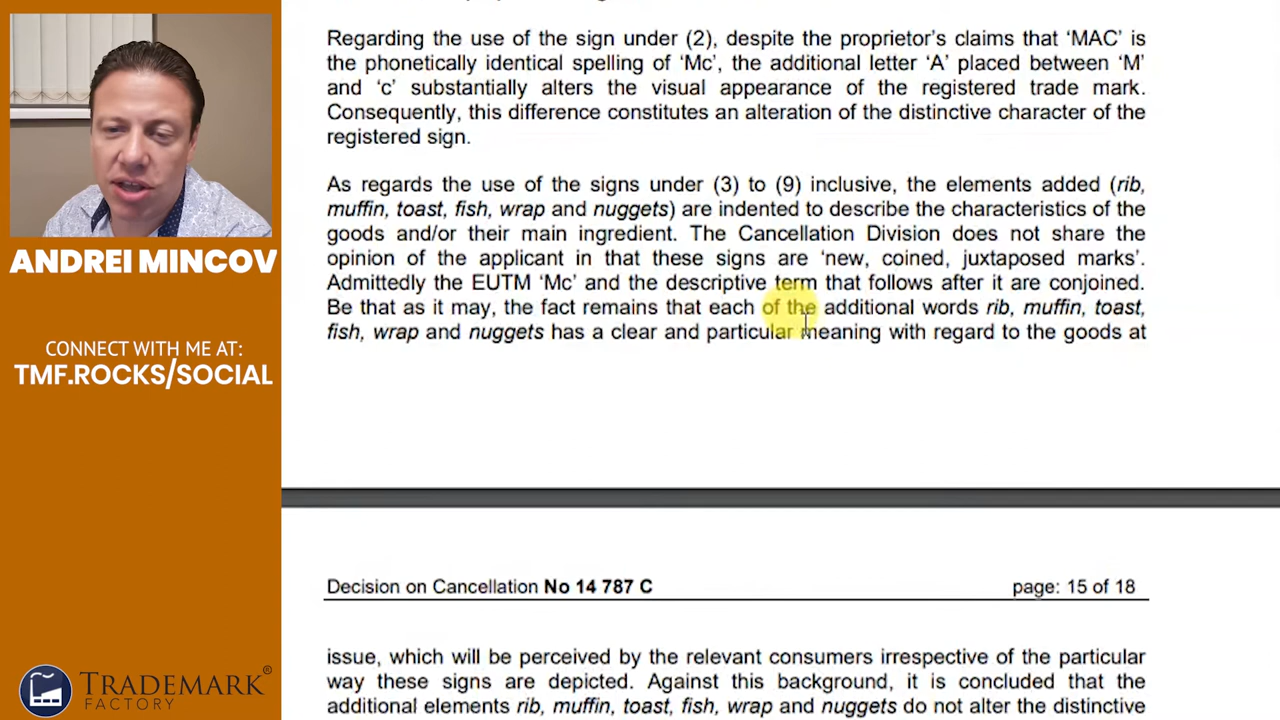 Regarding the use of the sign under (2), despite the proprietor's claims that 'MAC' is
the phonetically identical spelling of 'Mc', the additional letter 'A' placed between 'M'
and 'c' substantially alters the visual appearance of the registered trade mark.
Consequently, this difference constitutes an alteration of the distinctive character of the
registered sign.
As regards the use of the signs under (3) to (9) inclusive, the elements added (rib,
muffin, toast, fish, wrap and nuggets) are indented to describe the characteristics of the
goods and/or their main ingredient. The Cancellation Division does not share the
opinion of the applicant in that these signs are 'new, coined, juxtaposed marks'.
Admittedly the EUTM 'Mc' and the descriptive term that follows after it are conjoined.
Be that as it may, the fact remains that each of the additional words rib, muffin, toast,
fish, wrap and nuggets has a clear and particular meaning with regard to the goods at
Decision on Cancellation No 14 787 C page: 15 of 18
issue, which will be perceived by the relevant consumers irrespective of the particular
way these signs are depicted. Against this background, it is concluded that the
additional elements rib, muffin, toast, fish, wrap and nuggets do not alter the distinctive
ANDREI MINCOV
CONNECT WITH ME AT:
TMF.ROCKS/SOCIAL
TRADEMARK®
FACTORY